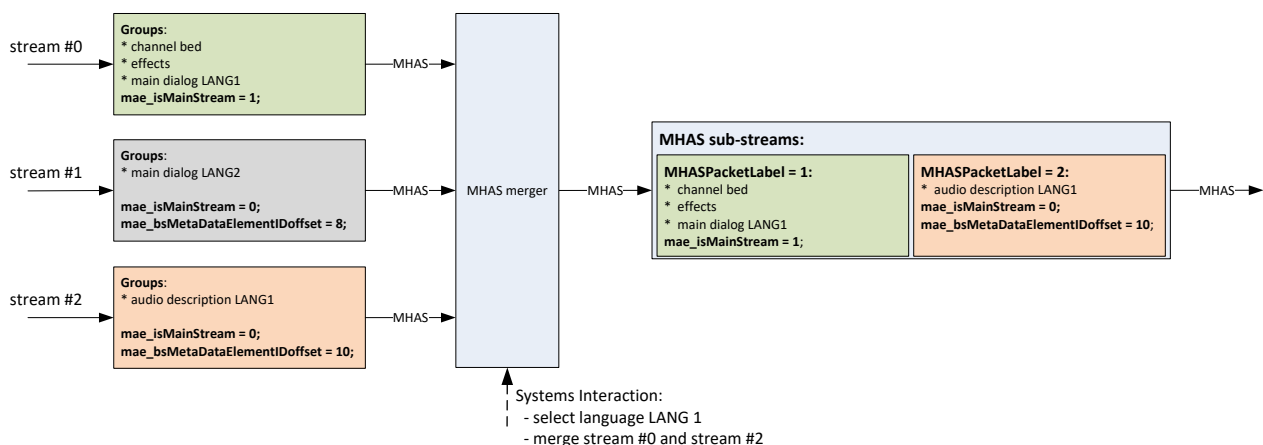 stream #0
Groups:
* channel bed
* effects
* main dialog LANG1
mae_isMainStream = 1;
MHAS
stream #1
Groups:
* main dialog LANG2
mae_isMainStream = 0;
mae_bsMetaDataElementIDoffset = 8;
MHAS
stream #2
Groups:
* audio description LANG1
mae_isMainStream = 0;
mae_bsMetaDataElementIDoffset = 10;
MHAS
MHAS merger
MHAS
MHAS sub-streams:
MHASPacketLabel = 1:
* channel bed
* effects
* main dialog LANG1
mae_isMainStream = 1;
MHASPacketLabel = 2:
* audio description LANG1
mae_isMainStream = 0;
mae_bsMetaDataElementIDoffset = 10;
MHAS
Systems Interaction:
- select language LANG 1
- merge stream #0 and stream #2